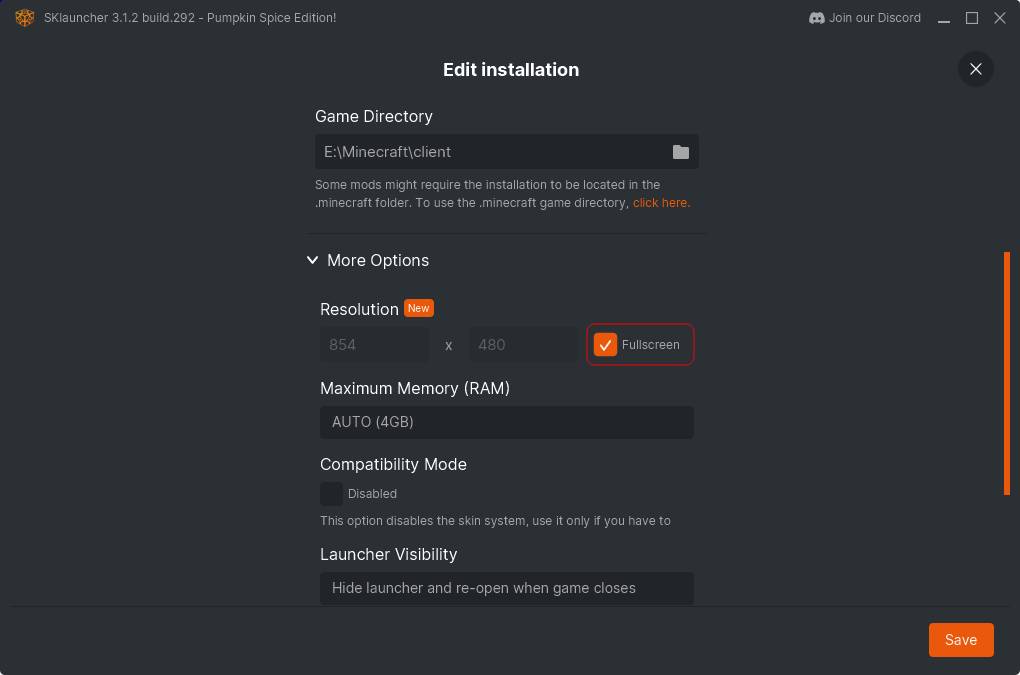 SKlauncher 3.1.2 build.292 - Pumpkin Spice Edition!
Join our Discord
Edit installation
Game Directory
E:\Minecraft\client
Some mods might require the installation to be located in the
.minecraft folder. To use the .minecraft game directory, click here.
More Options
Resolution New
854 x 480 Fullscreen
Maximum Memory (RAM)
AUTO (4GB)
Compatibility Mode
Disabled
This option disables the skin system, use it only if you have to
Launcher Visibility
Hide launcher and re-open when game closes
Save